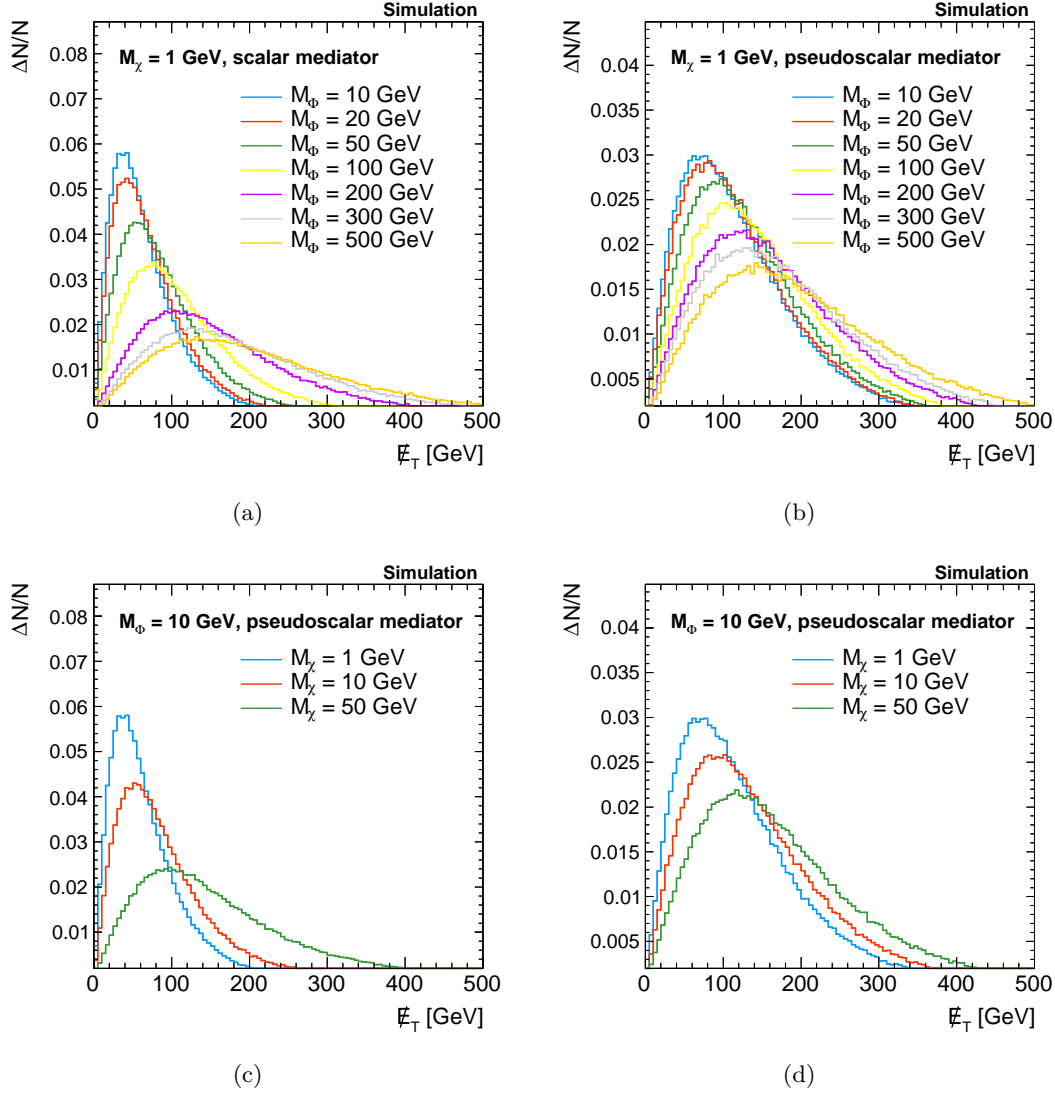 Simulation
ΔN/N
M_χ = 1 GeV, scalar mediator
M_Φ = 10 GeV
M_Φ = 20 GeV
M_Φ = 50 GeV
M_Φ = 100 GeV
M_Φ = 200 GeV
M_Φ = 300 GeV
M_Φ = 500 GeV
0.08
0.07
0.06
0.05
0.04
0.03
0.02
0.01
0 100 200 300 400 500
E̸_T [GeV]
(a)
Simulation
ΔN/N
M_χ = 1 GeV, pseudoscalar mediator
M_Φ = 10 GeV
M_Φ = 20 GeV
M_Φ = 50 GeV
M_Φ = 100 GeV
M_Φ = 200 GeV
M_Φ = 300 GeV
M_Φ = 500 GeV
0.04
0.035
0.03
0.025
0.02
0.015
0.01
0.005
0 100 200 300 400 500
E̸_T [GeV]
(b)
Simulation
ΔN/N
M_Φ = 10 GeV, pseudoscalar mediator
M_χ = 1 GeV
M_χ = 10 GeV
M_χ = 50 GeV
0.08
0.07
0.06
0.05
0.04
0.03
0.02
0.01
0 100 200 300 400 500
E̸_T [GeV]
(c)
Simulation
ΔN/N
M_Φ = 10 GeV, pseudoscalar mediator
M_χ = 1 GeV
M_χ = 10 GeV
M_χ = 50 GeV
0.04
0.035
0.03
0.025
0.02
0.015
0.01
0.005
0 100 200 300 400 500
E̸_T [GeV]
(d)